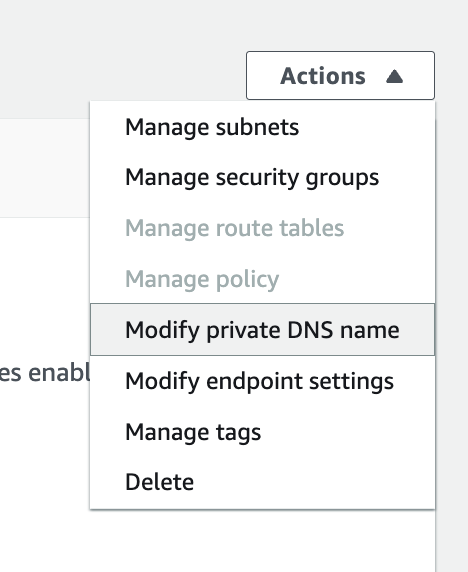 Actions
Manage subnets
Manage security groups
Manage route tables
Manage policy
Modify private DNS name
es enabl
Modify endpoint settings
Manage tags
Delete